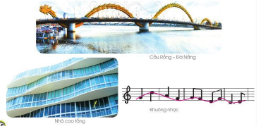 Cầu Rồng – Đà Nẵng
Khuông nhạc
Nhà cao tầng